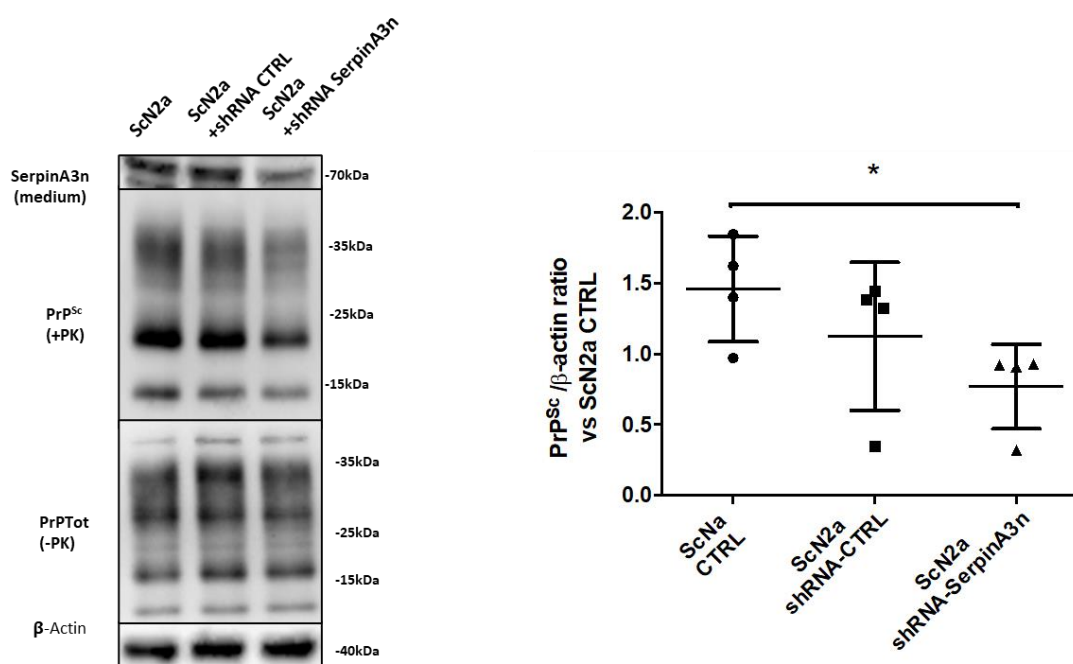 ScN2a
ScN2a
+shRNA CTRL
ScN2a
+shRNA SerpinA3n
SerpinA3n
(medium)
-70kDa
PrPSc
(+PK)
-35kDa
-25kDa
-15kDa
PrPTot
(-PK)
-35kDa
-25kDa
-15kDa
β-Actin
-40kDa
*
PrPSc/β-actin ratio
vs ScN2a CTRL
2.0
1.5
1.0
0.5
0.0
ScNa
CTRL
ScN2a
shRNA-CTRL
ScN2a
shRNA-SerpinA3n